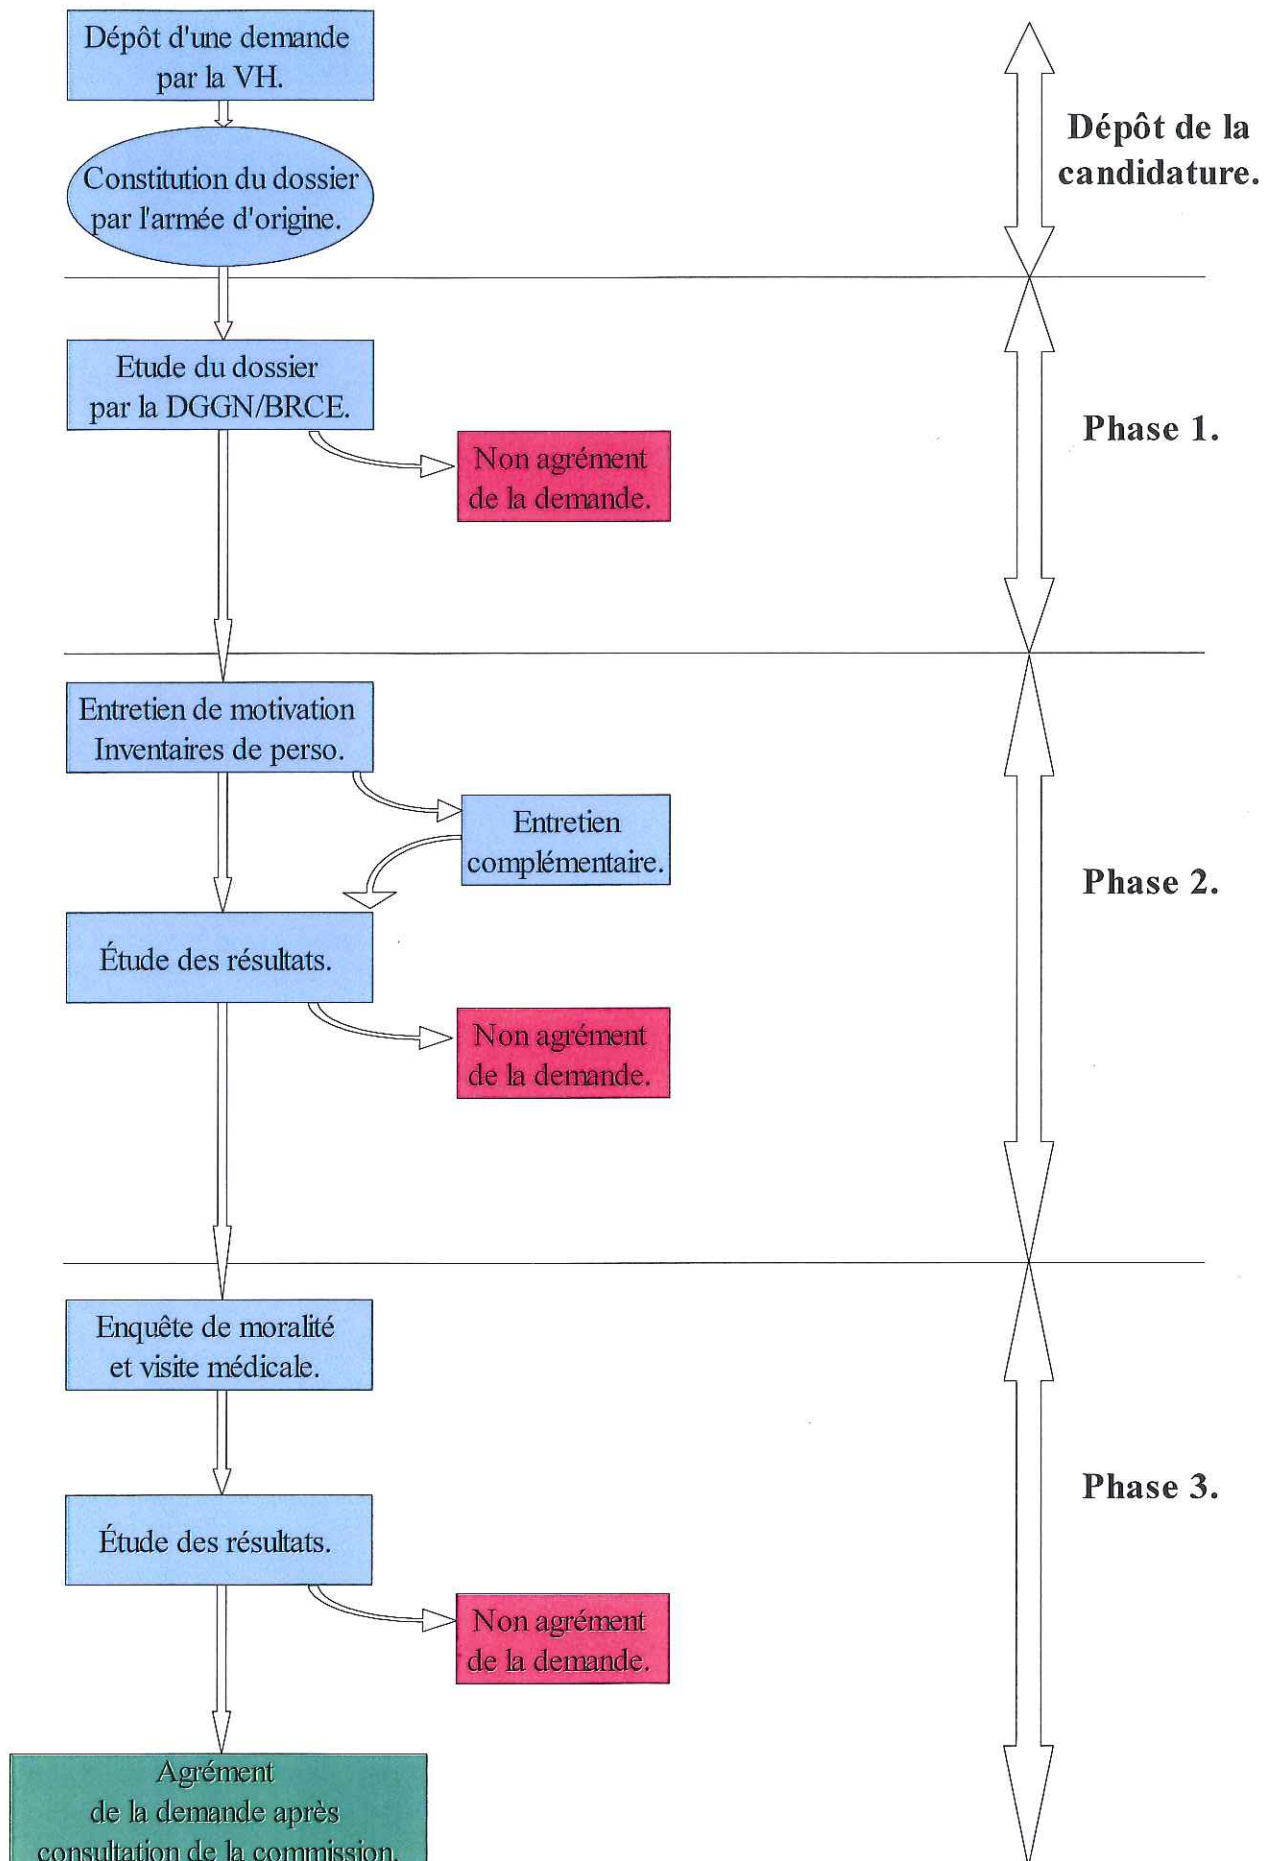 Dépôt d'une demande
par la VH.
Constitution du dossier
par l'armée d'origine.
Dépôt de la
candidature.
Etude du dossier
par la DGGN/BRCE.
Non agrément
de la demande.
Phase 1.
Entretien de motivation
Inventaires de perso.
Entretien
complémentaire.
Étude des résultats.
Non agrément
de la demande.
Phase 2.
Enquête de moralité
et visite médicale.
Étude des résultats.
Non agrément
de la demande.
Phase 3.
Agrément
de la demande après
consultation de la commission.